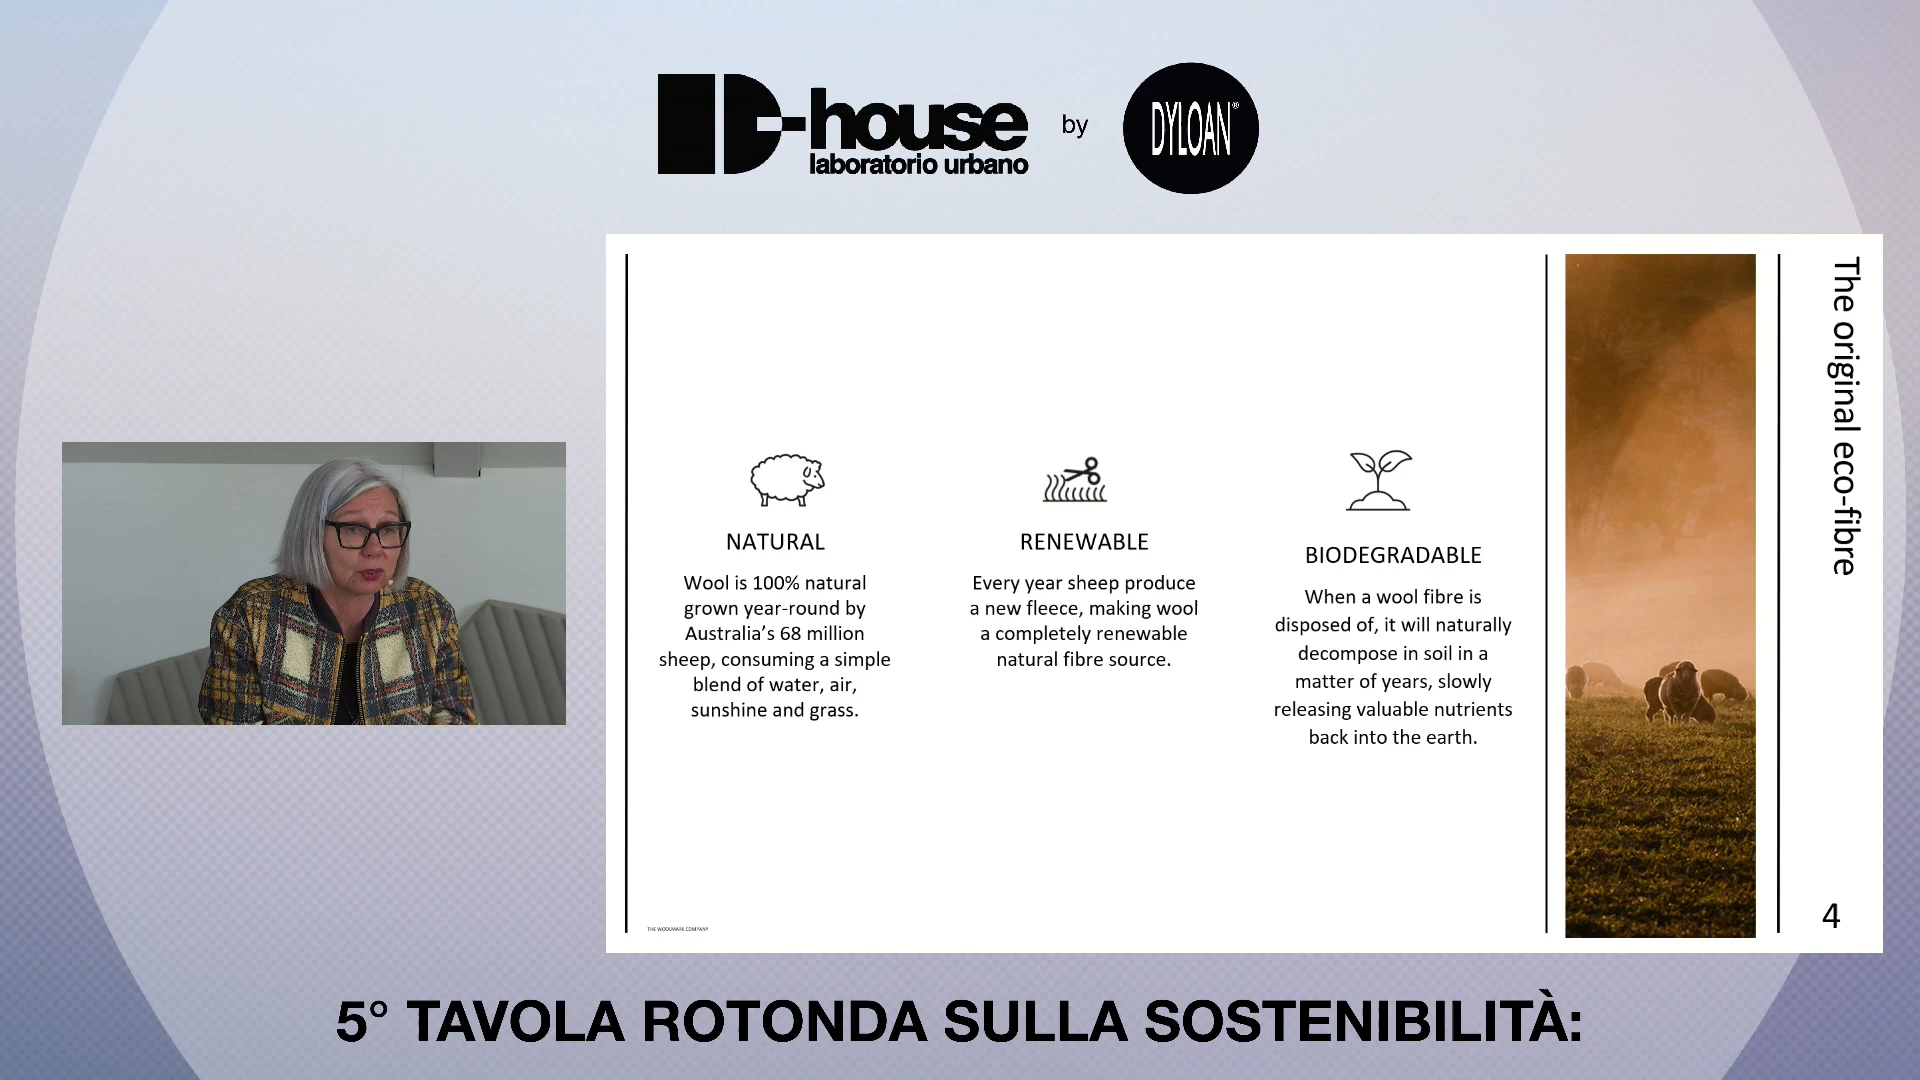 D-house
laboratorio urbano
by
DYLOAN®
The original eco-fibre
NATURAL
Wool is 100% natural
grown year-round by
Australia’s 68 million
sheep, consuming a simple
blend of water, air,
sunshine and grass.
RENEWABLE
Every year sheep produce
a new fleece, making wool
a completely renewable
natural fibre source.
BIODEGRADABLE
When a wool fibre is
disposed of, it will naturally
decompose in soil in a
matter of years, slowly
releasing valuable nutrients
back into the earth.
THE WOOLMARK COMPANY
4
5° TAVOLA ROTONDA SULLA SOSTENIBILITÀ: